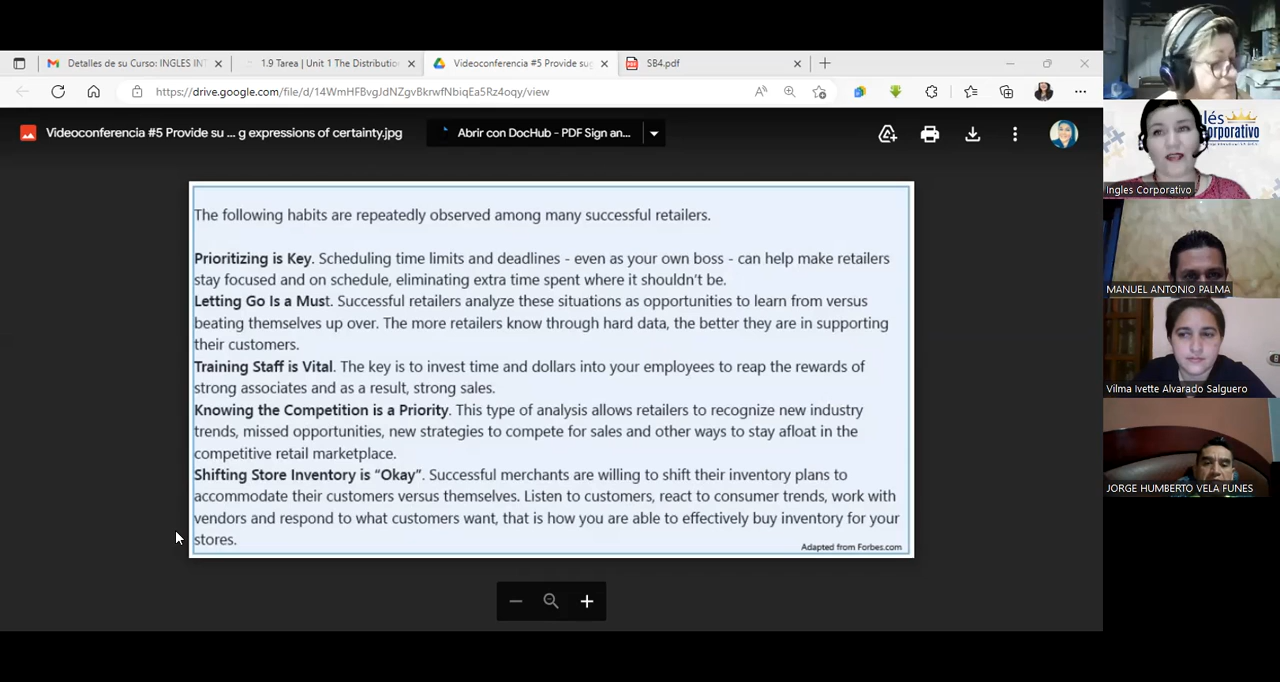 Detalles de su Curso: INGLES INT
1.9 Tarea | Unit 1 The Distributio
Videoconferencia #5 Provide sug
SB4.pdf
https://drive.google.com/file/d/14WmHFBvgJdNZgvBkrwfNbiqEa5Rz4oqy/view
Videoconferencia #5 Provide su ... g expressions of certainty.jpg
Abrir con DocHub - PDF Sign an...
The following habits are repeatedly observed among many successful retailers.
Prioritizing is Key. Scheduling time limits and deadlines - even as your own boss - can help make retailers
stay focused and on schedule, eliminating extra time spent where it shouldn't be.
Letting Go Is a Must. Successful retailers analyze these situations as opportunities to learn from versus
beating themselves up over. The more retailers know through hard data, the better they are in supporting
their customers.
Training Staff is Vital. The key is to invest time and dollars into your employees to reap the rewards of
strong associates and as a result, strong sales.
Knowing the Competition is a Priority. This type of analysis allows retailers to recognize new industry
trends, missed opportunities, new strategies to compete for sales and other ways to stay afloat in the
competitive retail marketplace.
Shifting Store Inventory is "Okay". Successful merchants are willing to shift their inventory plans to
accommodate their customers versus themselves. Listen to customers, react to consumer trends, work with
vendors and respond to what customers want, that is how you are able to effectively buy inventory for your
stores.
Adapted from Forbes.com
Ingles Corporativo
MANUEL ANTONIO PALMA
Vilma Ivette Alvarado Salguero
JORGE HUMBERTO VELA FUNES